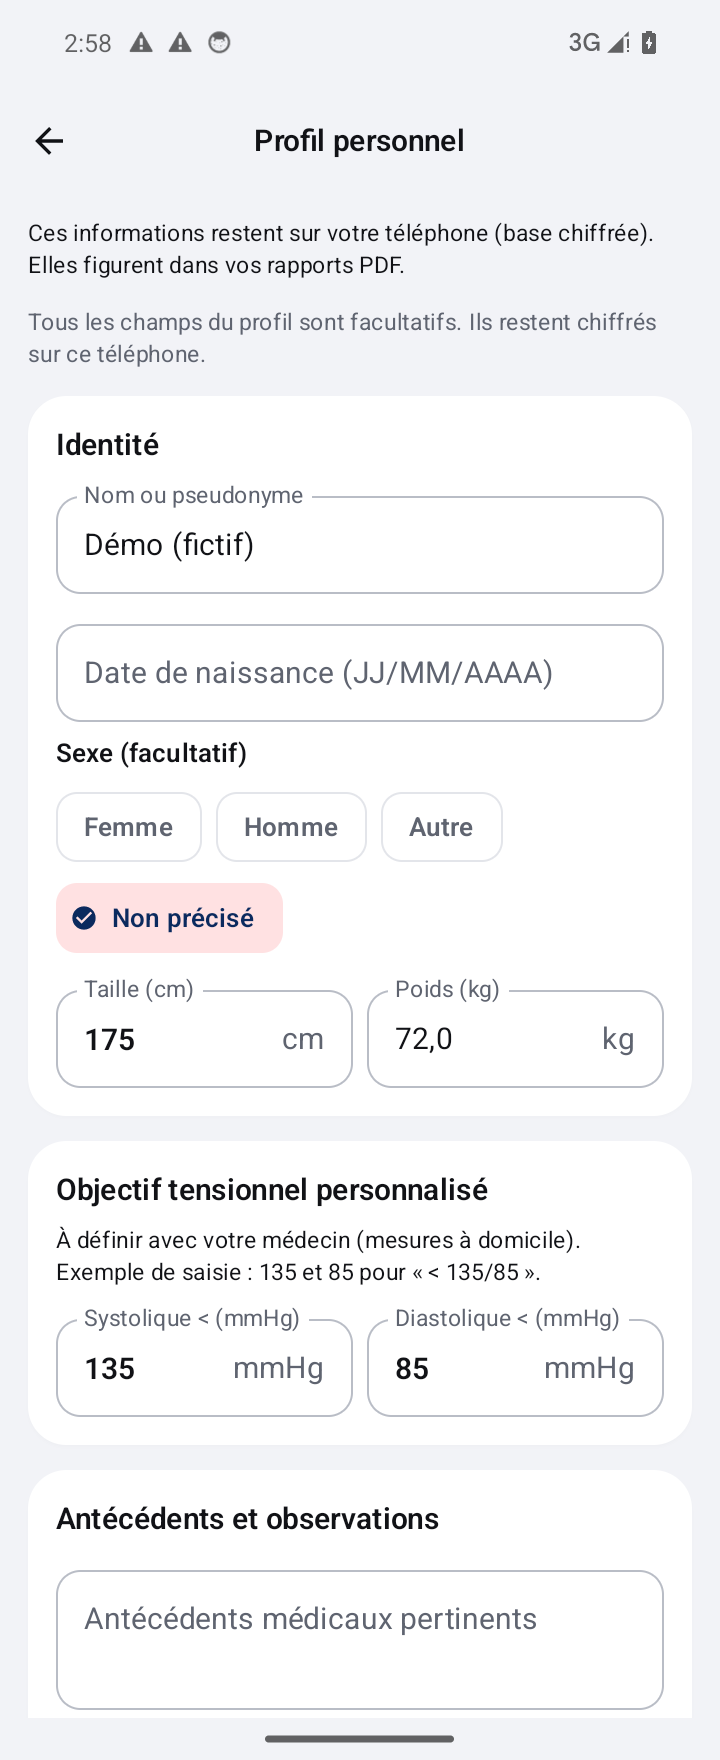 2:58
3G
Profil personnel
Ces informations restent sur votre téléphone (base chiffrée).
Elles figurent dans vos rapports PDF.
Tous les champs du profil sont facultatifs. Ils restent chiffrés
sur ce téléphone.
Identité
Nom ou pseudonyme
Démo (fictif)
Date de naissance (JJ/MM/AAAA)
Sexe (facultatif)
Femme Homme Autre
Non précisé
Taille (cm) Poids (kg)
175 cm 72,0 kg
Objectif tensionnel personnalisé
À définir avec votre médecin (mesures à domicile).
Exemple de saisie : 135 et 85 pour « < 135/85 ».
Systolique < (mmHg) Diastolique < (mmHg)
135 mmHg 85 mmHg
Antécédents et observations
Antécédents médicaux pertinents